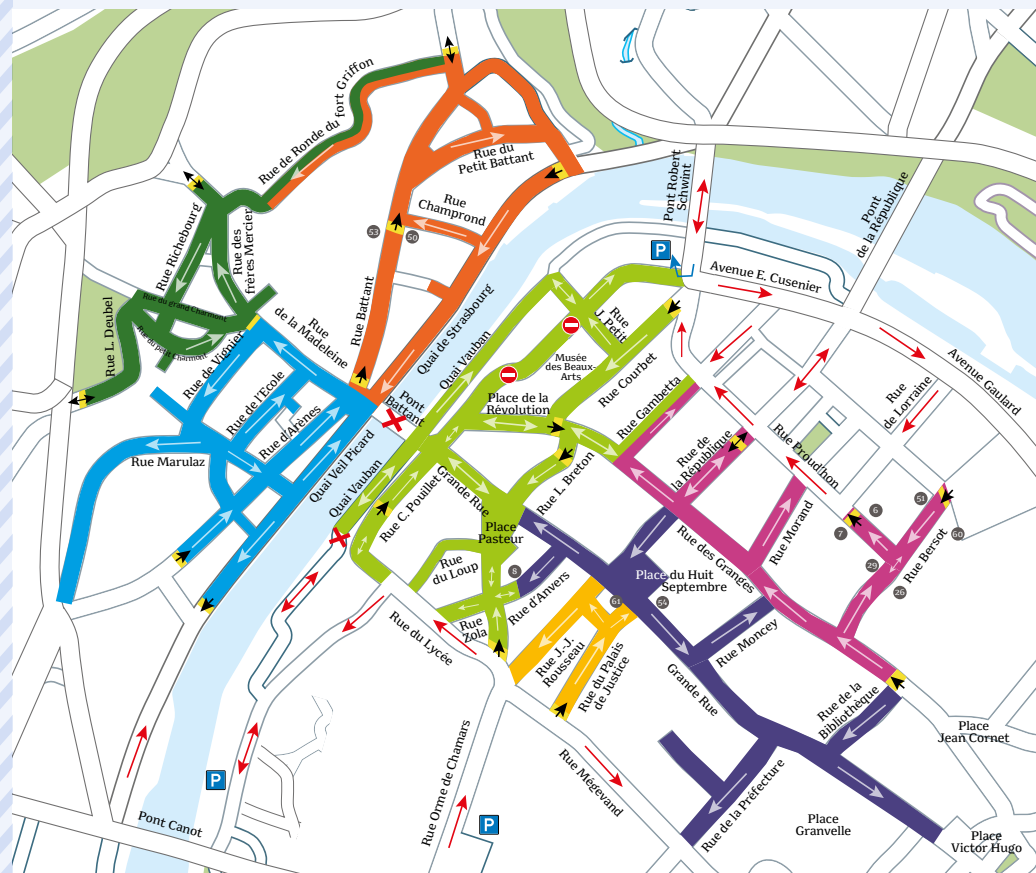 Rue de Ronde du fort Griffon
Rue du
Petit Battant
Rue
Champrond
53
50
Rue Battant
Quai de Strasbourg
Rue Richebourg
Rue des
frères Mercier
Rue du grand Charmont
Rue du petit Charmont
Rue L. Deubel
Rue de Vignier
Rue
de la Madeleine
Rue de l'Ecole
Rue d'Arènes
Rue Marulaz
Quai Veil Picard
Pont
Battant
Quai Vauban
Quai Vauban
Pont Robert
Schwint
P
Pont
de la République
Avenue E. Cusenier
Avenue Gaulard
Rue
de Lorraine
Rue
J. Petit
Musée
des Beaux-
Arts
Rue Courbet
Place de la
Révolution
Rue Gambetta
Rue de
la République
Rue Proudhon
Rue C. Pouillet
Grande Rue
Rue L. Breton
Place
Pasteur
Rue
du Loup
8
Rue d'Anvers
Rue
Zola
Rue du Lycée
Place du Huit
Septembre
61
54
Rue des Granges
Rue Morand
6
7
51
60
29
26
Rue Bersot
Rue J.-J.
Rousseau
Rue du Palais
de Justice
Rue Moncey
Grande Rue
Rue de la
Bibliothèque
Place
Jean Cornet
Rue Mégevand
Rue Orme de Chamars
Rue de la Préfecture
Place
Granvelle
Place
Victor Hugo
P
P
Pont Canot